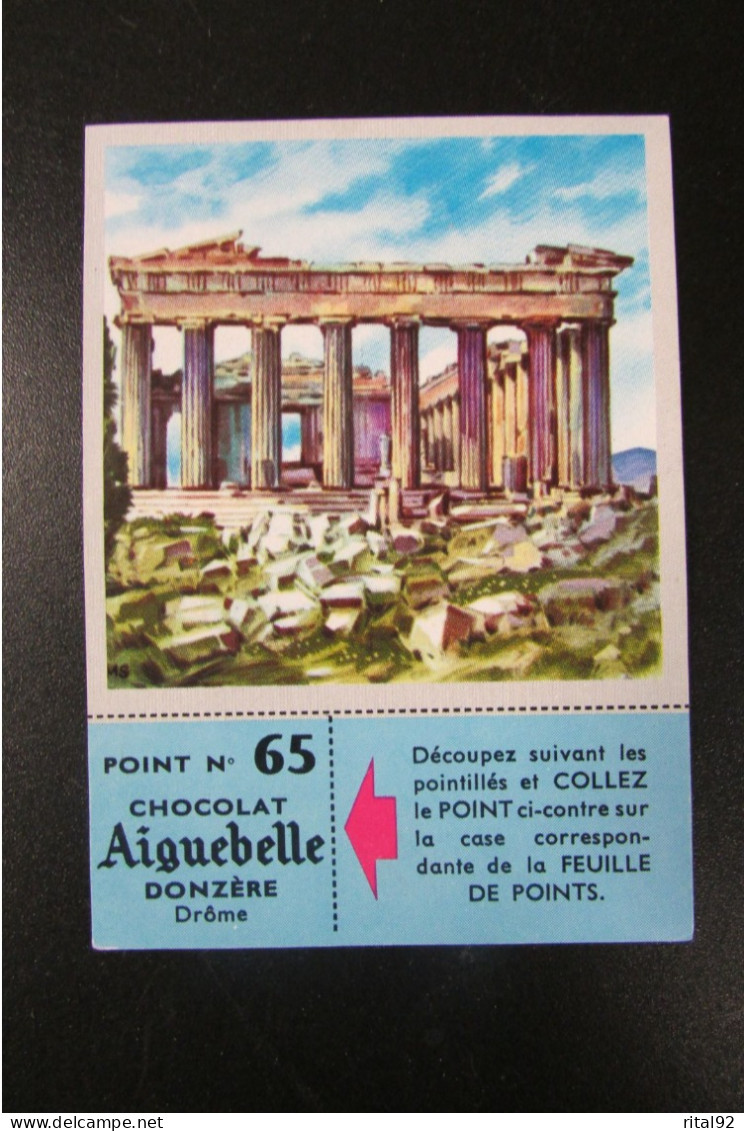 MS
POINT N° 65
CHOCOLAT
Aiguebelle
DONZÈRE
Drôme
Découpez suivant les
pointillés et COLLEZ
le POINT ci-contre sur
la case correspon-
dante de la FEUILLE
DE POINTS.
delcampe.net
rital92